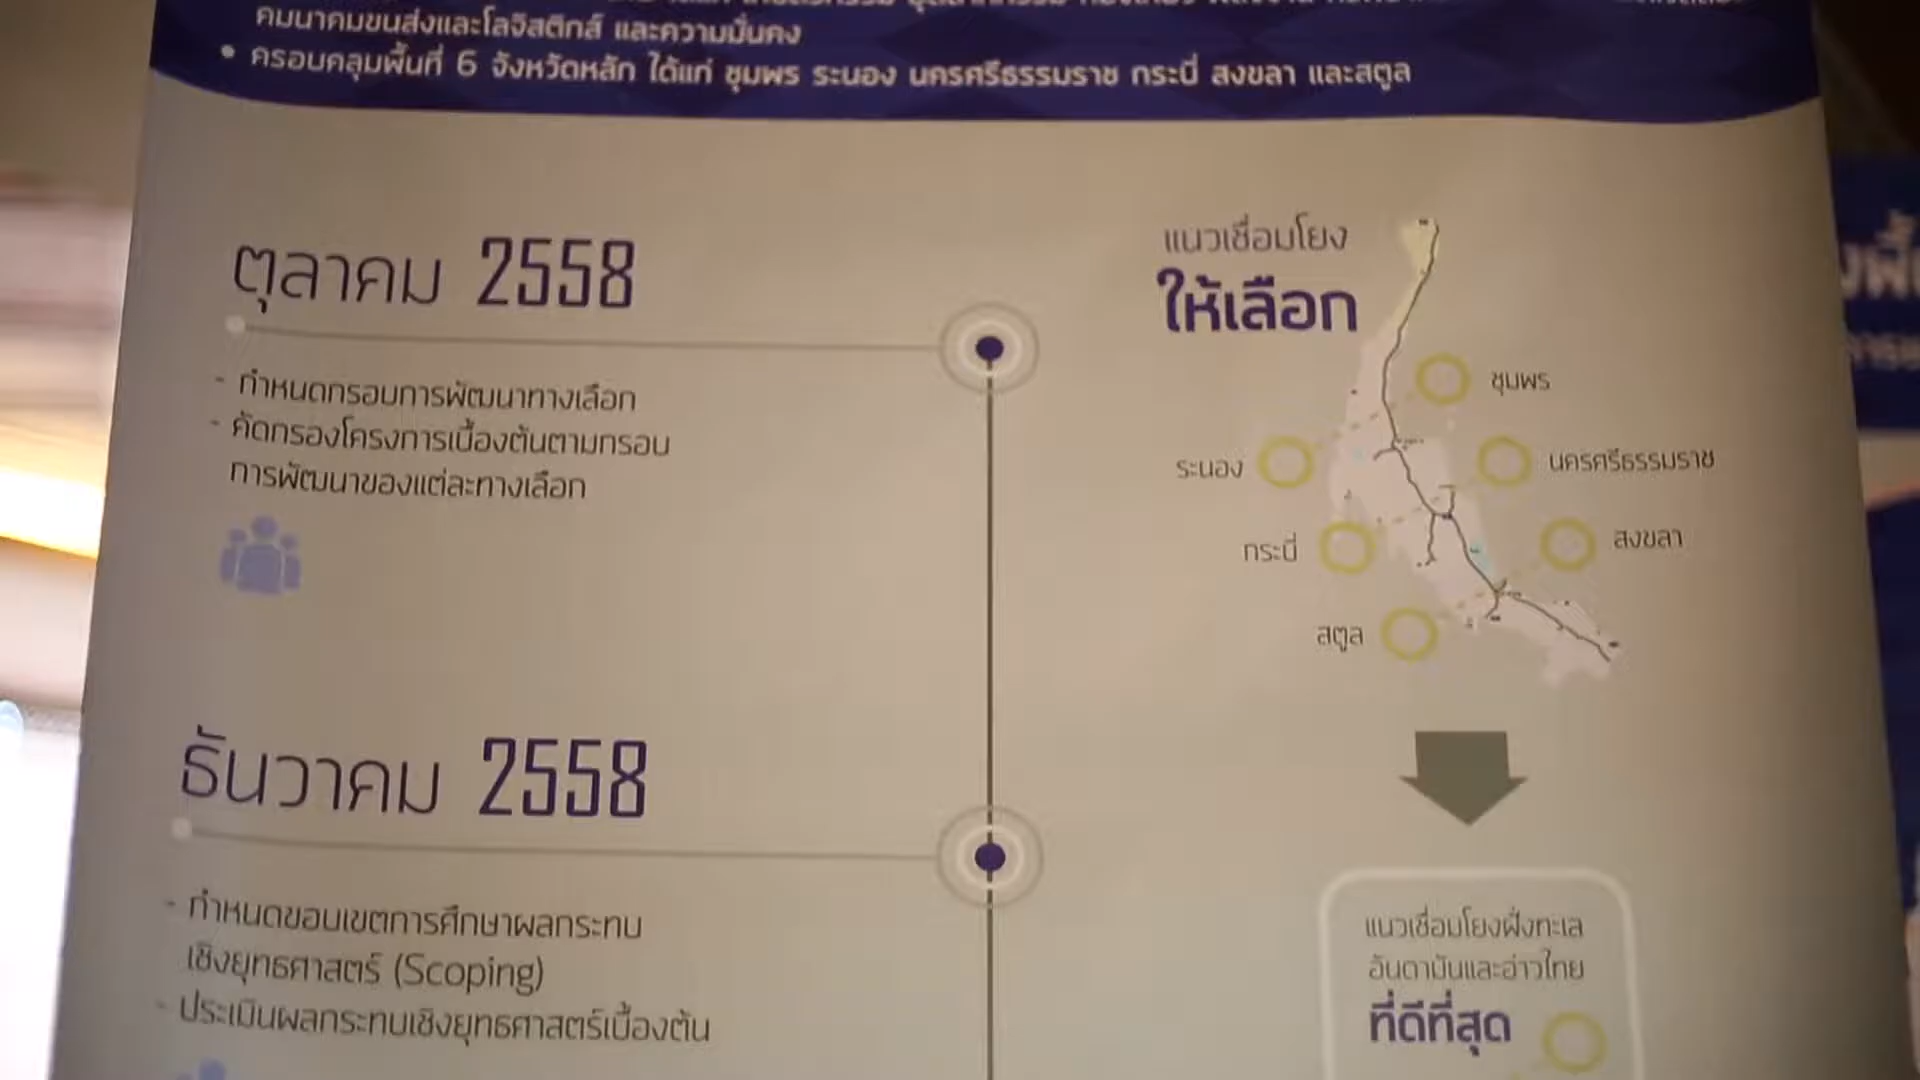 คมนาคมขนส่งและโลจิสติกส์ และความมั่นคง
• ครอบคลุมพื้นที่ 6 จังหวัดหลัก ได้แก่ ชุมพร ระนอง นครศรีธรรมราช กระบี่ สงขลา และสตูล
ตุลาคม 2558
- กำหนดกรอบการพัฒนาทางเลือก
- คัดกรองโครงการเบื้องต้นตามกรอบ
การพัฒนาของแต่ละทางเลือก
แนวเชื่อมโยง
ให้เลือก
ชุมพร
ระนอง
นครศรีธรรมราช
กระบี่
สงขลา
สตูล
ธันวาคม 2558
- กำหนดขอบเขตการศึกษาผลกระทบ
เชิงยุทธศาสตร์ (Scoping)
- ประเมินผลกระทบเชิงยุทธศาสตร์เบื้องต้น
แนวเชื่อมโยงฝั่งทะเล
อันดามันและอ่าวไทย
ที่ดีที่สุด